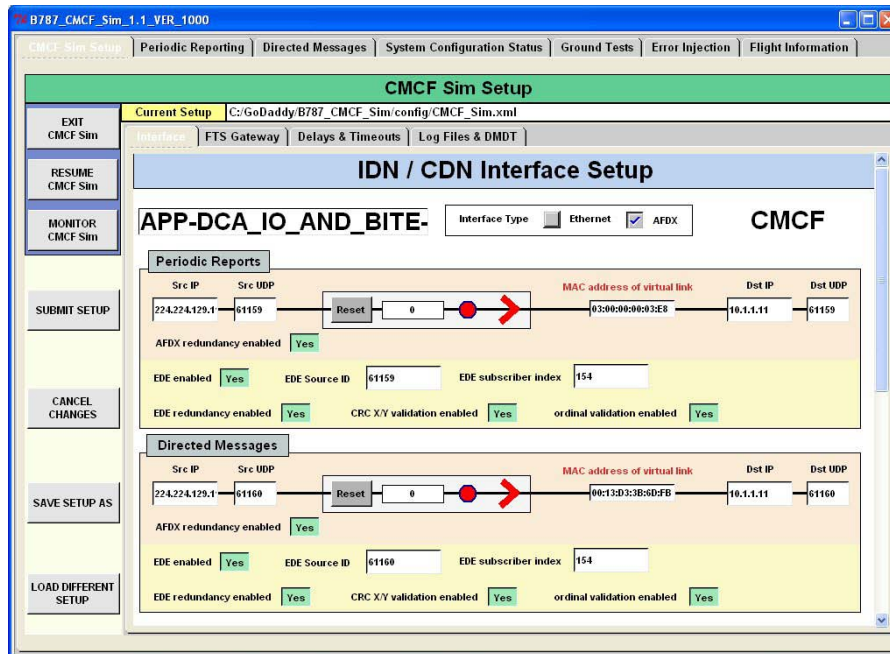 B787_CMCF_Sim_1.1_VER_1000
CMCF Sim Setup Periodic Reporting Directed Messages System Configuration Status Ground Tests Error Injection Flight Information
CMCF Sim Setup
EXIT CMCF Sim
RESUME CMCF Sim
MONITOR CMCF Sim
SUBMIT SETUP
CANCEL CHANGES
SAVE SETUP AS
LOAD DIFFERENT SETUP
Current Setup C:/GoDaddy/B787_CMCF_Sim/config/CMCF_Sim.xml
Interface FTS Gateway Delays & Timeouts Log Files & DMDT
IDN / CDN Interface Setup
APP-DCA_IO_AND_BITE- Interface Type Ethernet AFDX CMCF
Periodic Reports
Src IP Src UDP MAC address of virtual link Dst IP Dst UDP
224.224.129.1 61159 Reset 0 03:00:00:00:03:E8 10.1.1.11 61159
AFDX redundancy enabled Yes
EDE enabled Yes EDE Source ID 61159 EDE subscriber index 154
EDE redundancy enabled Yes CRC X/Y validation enabled Yes ordinal validation enabled Yes
Directed Messages
Src IP Src UDP MAC address of virtual link Dst IP Dst UDP
224.224.129.1 61160 Reset 0 00:13:D3:3B:6D:FB 10.1.1.11 61160
AFDX redundancy enabled Yes
EDE enabled Yes EDE Source ID 61160 EDE subscriber index 154
EDE redundancy enabled Yes CRC X/Y validation enabled Yes ordinal validation enabled Yes